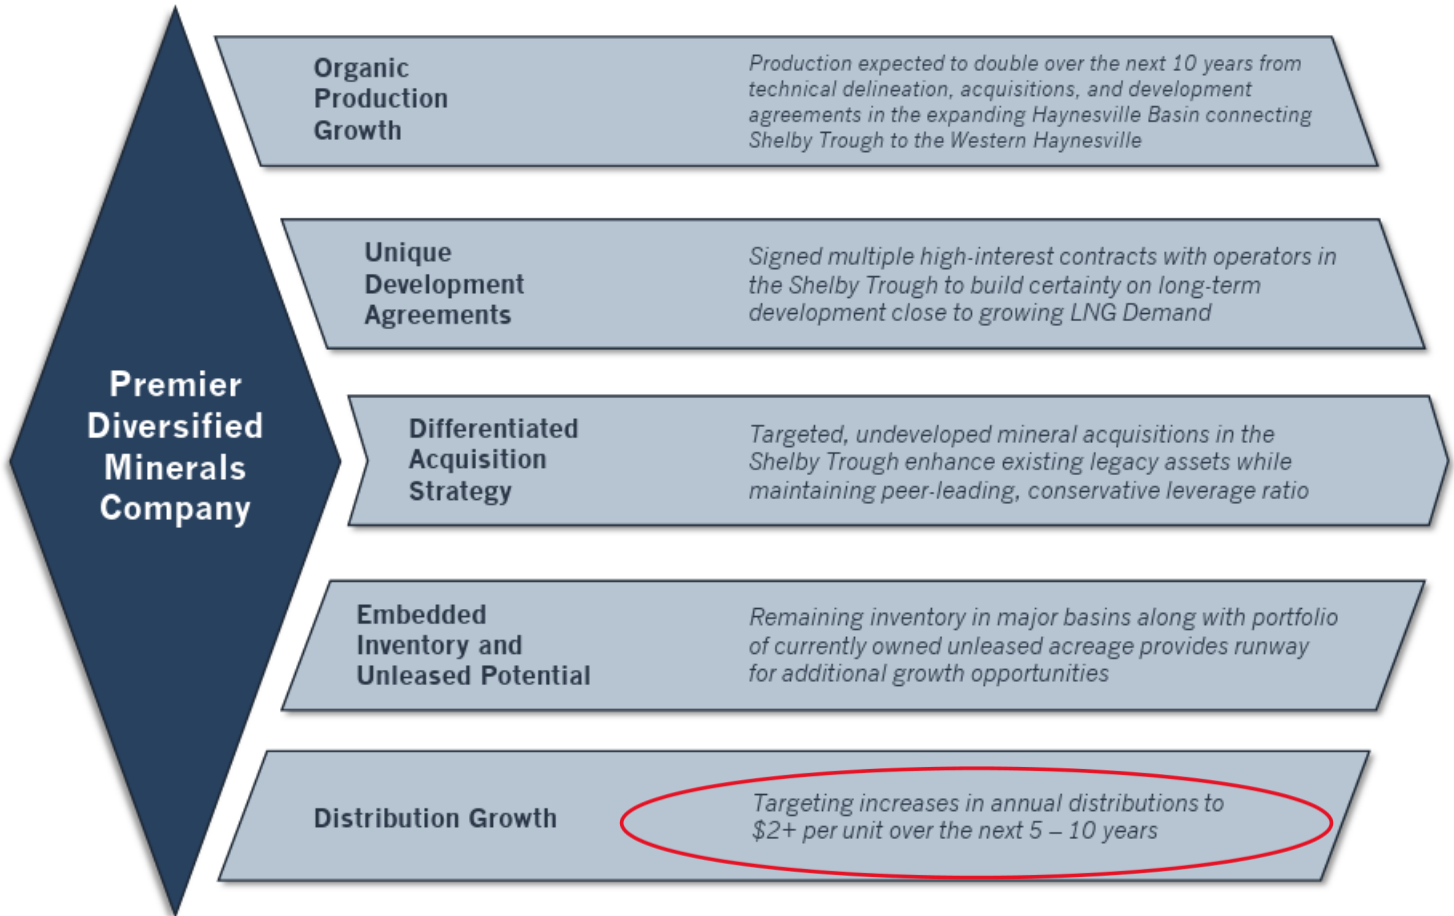 Premier
Diversified
Minerals
Company
Organic
Production
Growth
Production expected to double over the next 10 years from
technical delineation, acquisitions, and development
agreements in the expanding Haynesville Basin connecting
Shelby Trough to the Western Haynesville
Unique
Development
Agreements
Signed multiple high-interest contracts with operators in
the Shelby Trough to build certainty on long-term
development close to growing LNG Demand
Differentiated
Acquisition
Strategy
Targeted, undeveloped mineral acquisitions in the
Shelby Trough enhance existing legacy assets while
maintaining peer-leading, conservative leverage ratio
Embedded
Inventory and
Unleased Potential
Remaining inventory in major basins along with portfolio
of currently owned unleased acreage provides runway
for additional growth opportunities
Distribution Growth
Targeting increases in annual distributions to
$2+ per unit over the next 5 – 10 years